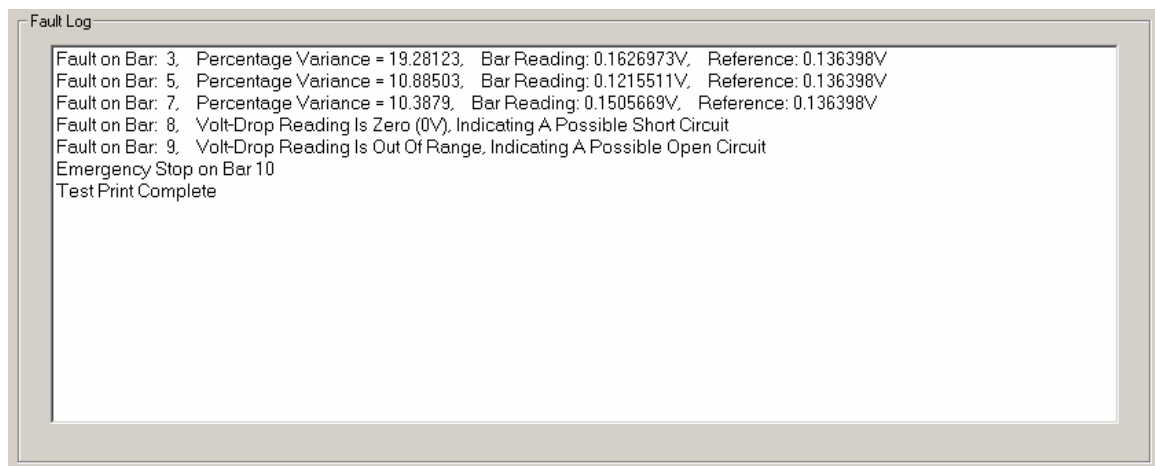 Fault Log
Fault on Bar: 3, Percentage Variance = 19.28123, Bar Reading: 0.1626973V, Reference: 0.136398V
Fault on Bar: 5, Percentage Variance = 10.88503, Bar Reading: 0.1215511V, Reference: 0.136398V
Fault on Bar: 7, Percentage Variance = 10.3879, Bar Reading: 0.1505669V, Reference: 0.136398V
Fault on Bar: 8, Volt-Drop Reading Is Zero (0V), Indicating A Possible Short Circuit
Fault on Bar: 9, Volt-Drop Reading Is Out Of Range, Indicating A Possible Open Circuit
Emergency Stop on Bar 10
Test Print Complete